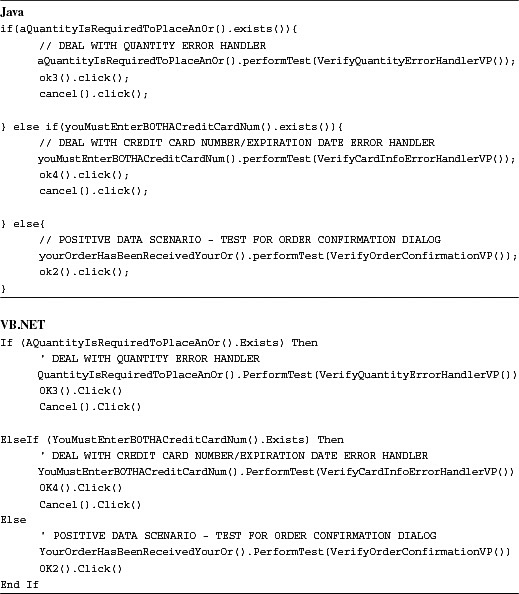 Java
if(aQuantityIsRequiredToPlaceAnOr().exists()){
// DEAL WITH QUANTITY ERROR HANDLER
aQuantityIsRequiredToPlaceAnOr().performTest(VerifyQuantityErrorHandlerVP());
ok3().click();
cancel().click();
} else if(youMustEnterBOTHACreditCardNum().exists()){
// DEAL WITH CREDIT CARD NUMBER/EXPIRATION DATE ERROR HANDLER
youMustEnterBOTHACreditCardNum().performTest(VerifyCardInfoErrorHandlerVP());
ok4().click();
cancel().click();
} else{
// POSITIVE DATA SCENARIO - TEST FOR ORDER CONFIRMATION DIALOG
yourOrderHasBeenReceivedYourOr().performTest(VerifyOrderConfirmationVP());
ok2().click();
}
VB.NET
If (AQuantityIsRequiredToPlaceAnOr().Exists) Then
' DEAL WITH QUANTITY ERROR HANDLER
QuantityIsRequiredToPlaceAnOr().PerformTest(VerifyQuantityErrorHandlerVP())
OK3().Click()
Cancel().Click()
ElseIf (YouMustEnterBOTHACreditCardNum().Exists) Then
' DEAL WITH CREDIT CARD NUMBER/EXPIRATION DATE ERROR HANDLER
YouMustEnterBOTHACreditCardNum().PerformTest(VerifyCardInfoErrorHandlerVP())
OK4().Click()
Cancel().Click()
Else
' POSITIVE DATA SCENARIO - TEST FOR ORDER CONFIRMATION DIALOG
YourOrderHasBeenReceivedYourOr().PerformTest(VerifyOrderConfirmationVP())
OK2().Click()
End If